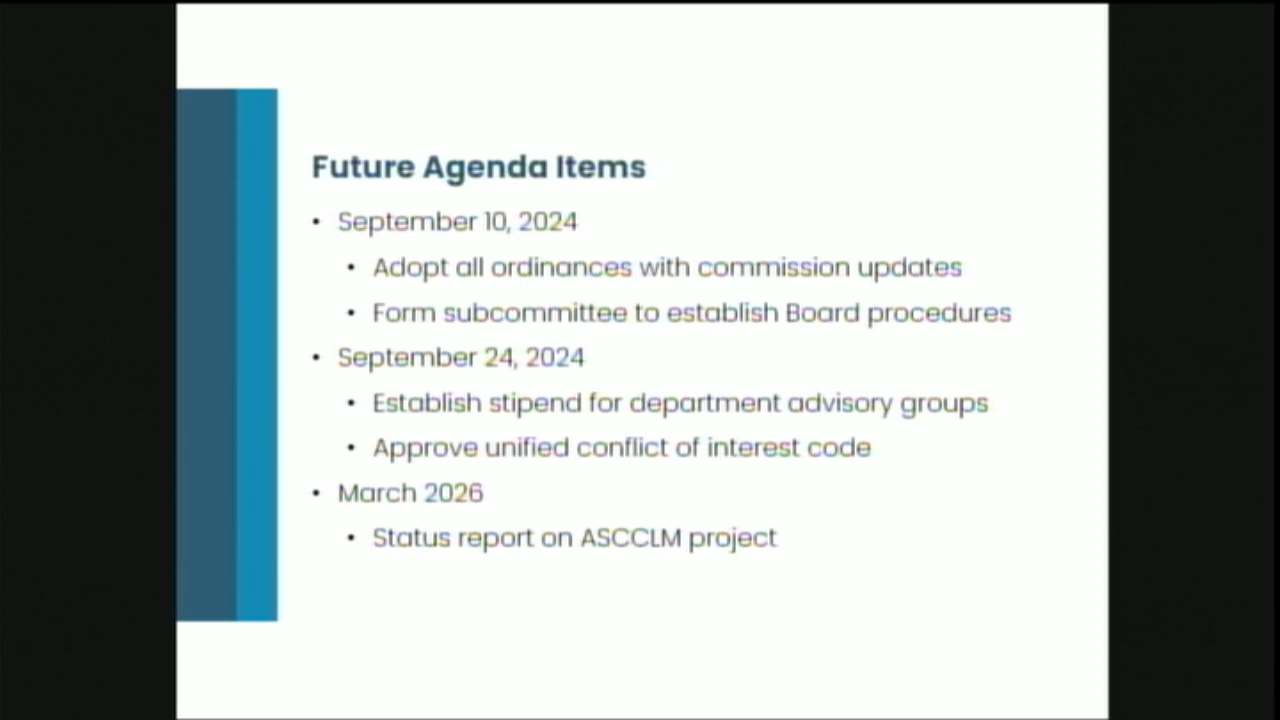 Future Agenda Items
• September 10, 2024
• Adopt all ordinances with commission updates
• Form subcommittee to establish Board procedures
• September 24, 2024
• Establish stipend for department advisory groups
• Approve unified conflict of interest code
• March 2026
• Status report on ASCCLM project